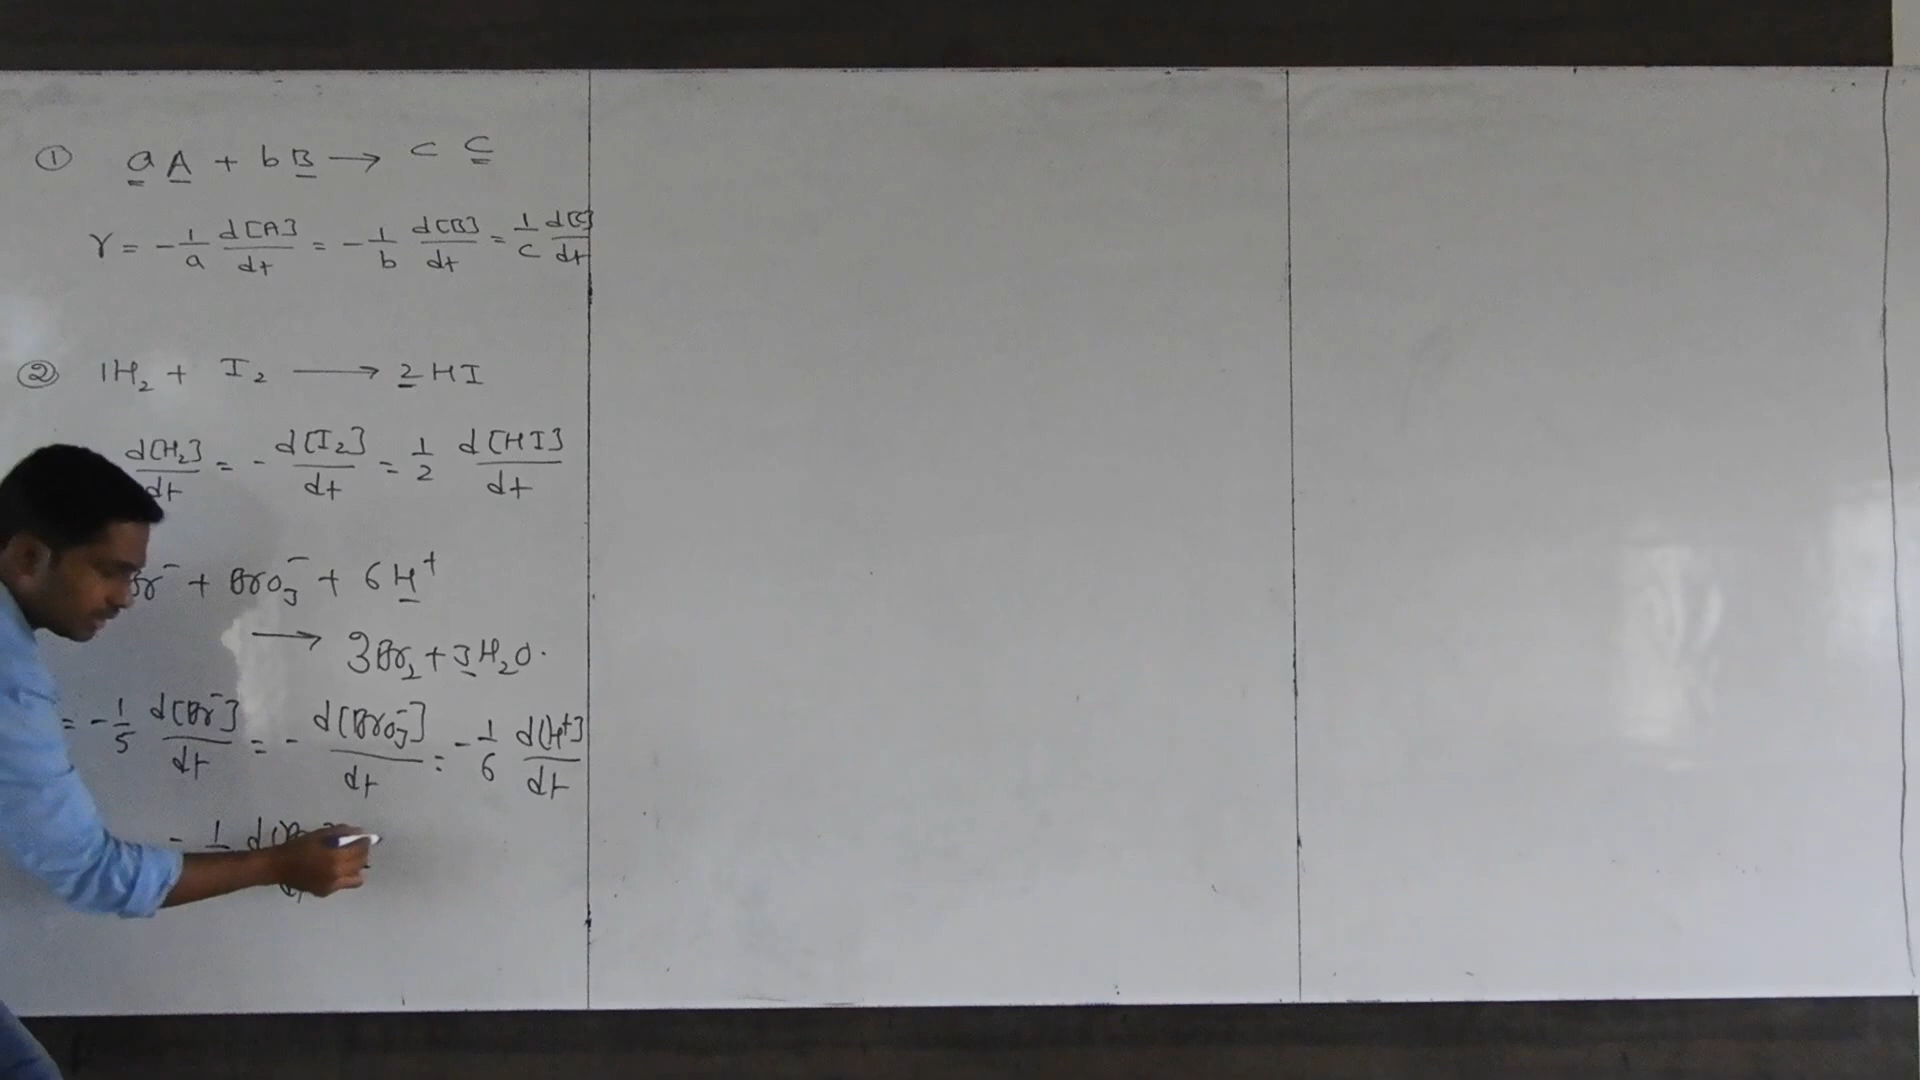 ① aA + bB → cC
r = -1/a d[A]/dt = -1/b d[B]/dt = 1/c d[C]/dt
② 1H₂ + I₂ → 2HI
d[H₂]/dt = - d[I₂]/dt = 1/2 d[HI]/dt
Br⁻ + BrO₃⁻ + 6H⁺
→ 3Br₂ + 3H₂O.
= -1/5 d[Br⁻]/dt = - d[BrO₃⁻]/dt = -1/6 d[H⁺]/dt